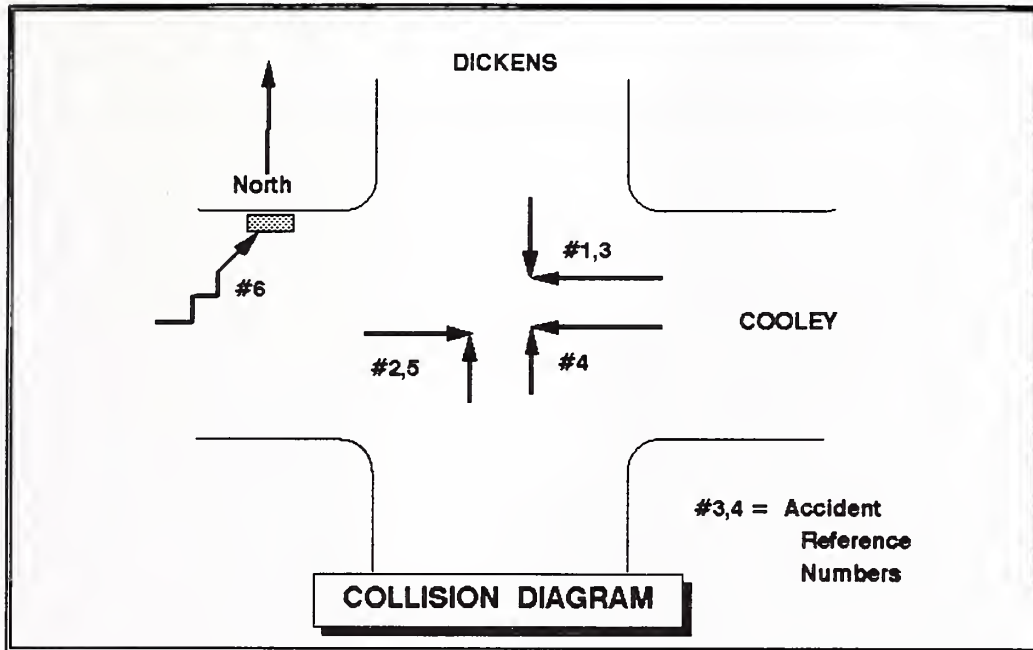 DICKENS
North
#1,3
#6
COOLEY
#2,5
#4
#3,4 = Accident
Reference
Numbers
COLLISION DIAGRAM